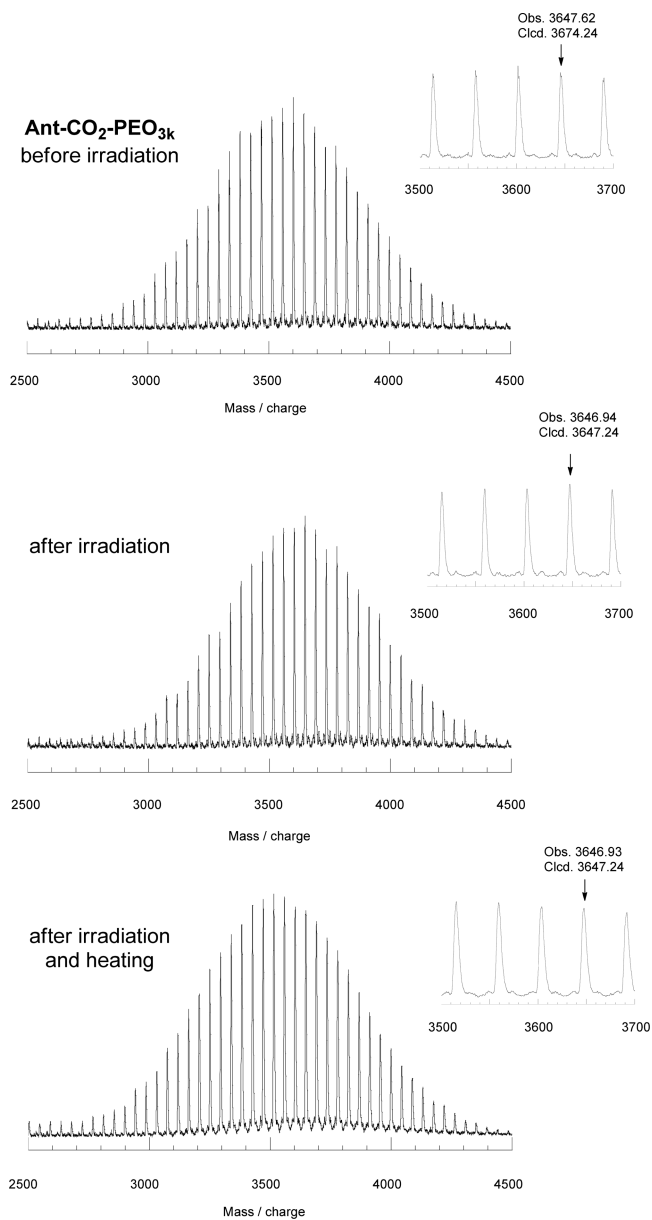 Obs. 3647.62
Clcd. 3674.24
Ant-CO₂-PEO₃ₖ
before irradiation
3500 3600 3700
2500 3000 3500 4000 4500
Mass / charge
Obs. 3646.94
Clcd. 3647.24
after irradiation
3500 3600 3700
2500 3000 3500 4000 4500
Mass / charge
Obs. 3646.93
Clcd. 3647.24
after irradiation
and heating
3500 3600 3700
2500 3000 3500 4000 4500
Mass / charge